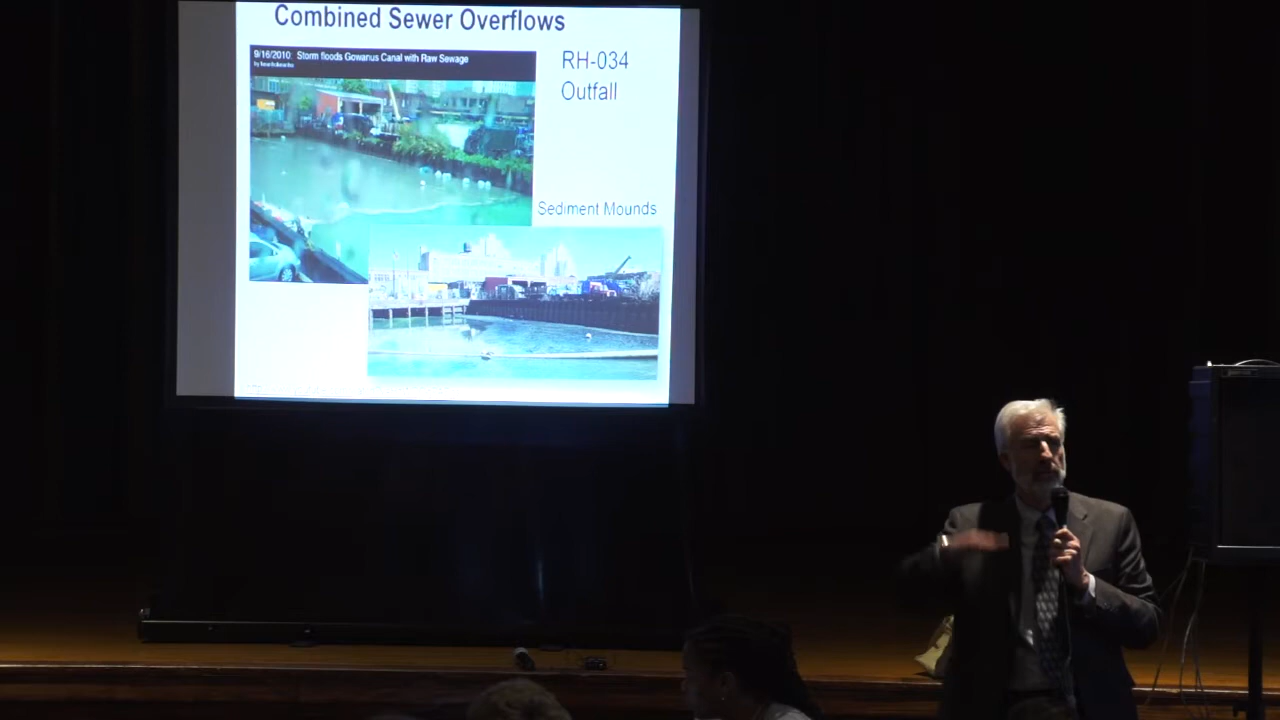 Combined Sewer Overflows
9/16/2010: Storm floods Gowanus Canal with Raw Sewage
RH-034
Outfall
Sediment Mounds